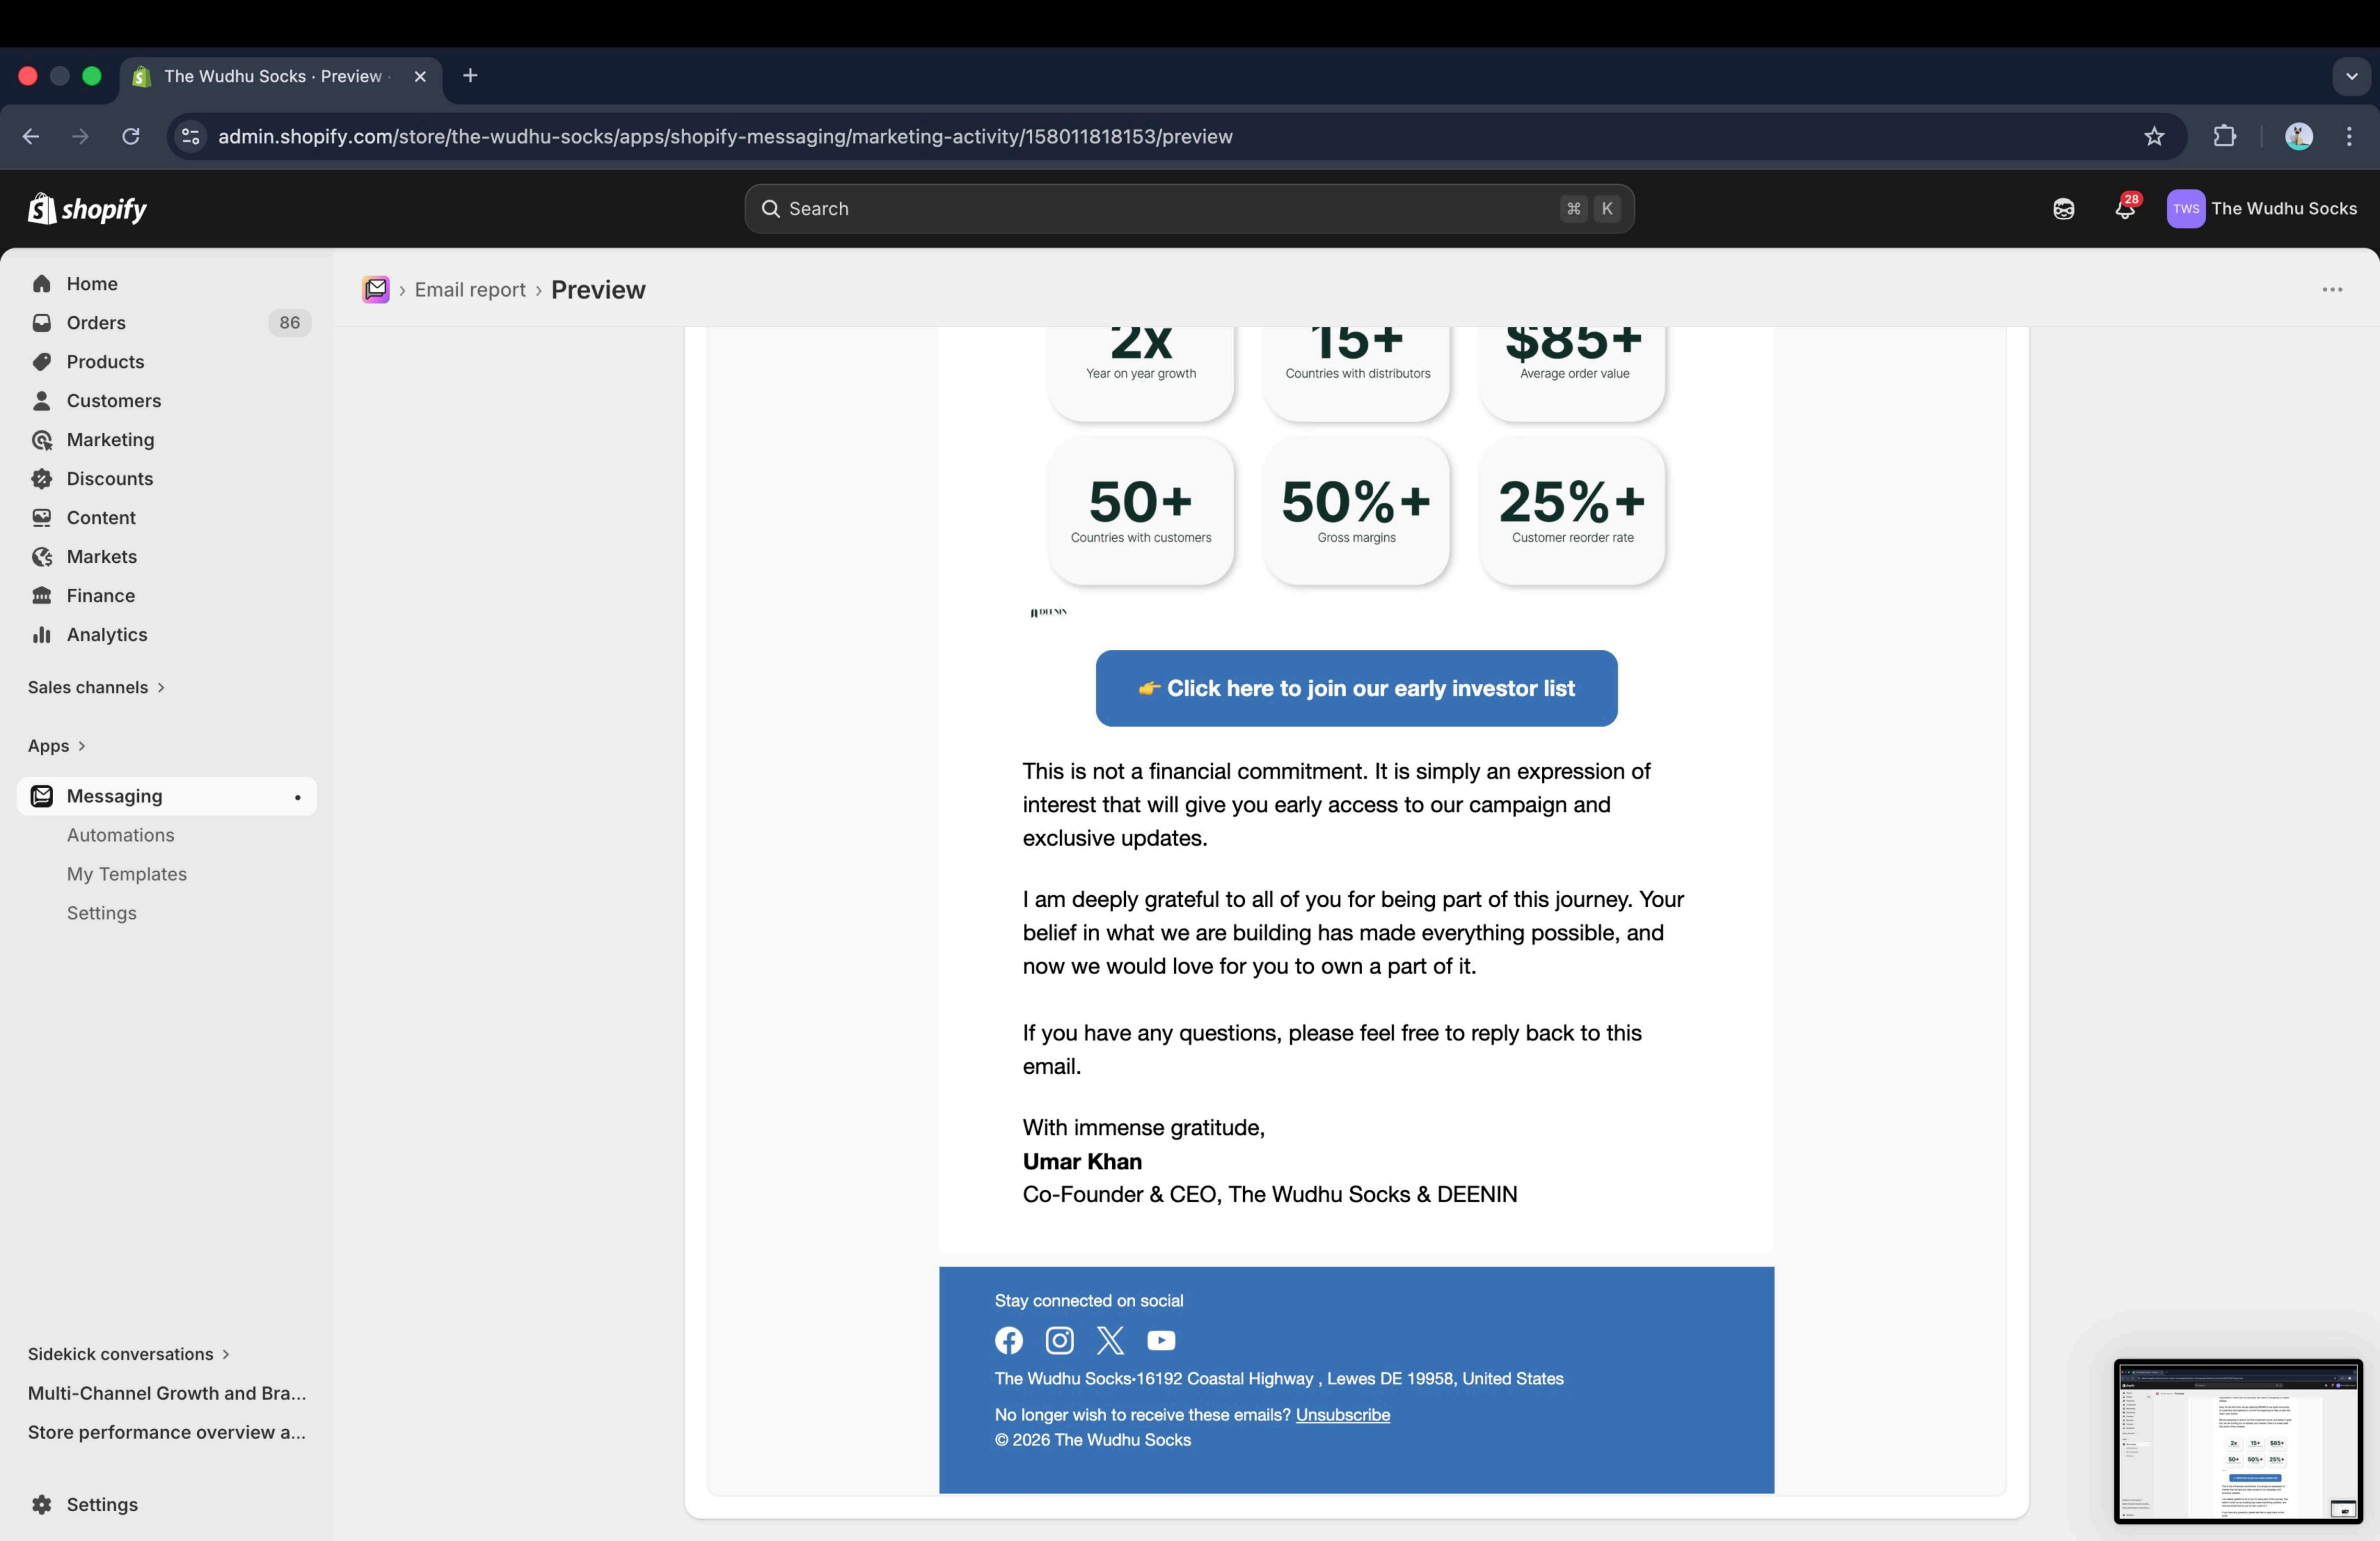 The Wudhu Socks · Preview ·
admin.shopify.com/store/the-wudhu-socks/apps/shopify-messaging/marketing-activity/158011818153/preview
shopify
Search
⌘ K
28
TWS
The Wudhu Socks
Home
Orders
86
Products
Customers
Marketing
Discounts
Content
Markets
Finance
Analytics
Sales channels
Apps
Messaging
Automations
My Templates
Settings
Sidekick conversations
Multi-Channel Growth and Bra...
Store performance overview a...
Settings
Email report › Preview
2x 15+ $85+
Year on year growth Countries with distributors Average order value
50+ 50%+ 25%+
Countries with customers Gross margins Customer reorder rate
DEENIN
👉 Click here to join our early investor list
This is not a financial commitment. It is simply an expression of
interest that will give you early access to our campaign and
exclusive updates.
I am deeply grateful to all of you for being part of this journey. Your
belief in what we are building has made everything possible, and
now we would love for you to own a part of it.
If you have any questions, please feel free to reply back to this
email.
With immense gratitude,
Umar Khan
Co-Founder & CEO, The Wudhu Socks & DEENIN
Stay connected on social
The Wudhu Socks·16192 Coastal Highway , Lewes DE 19958, United States
No longer wish to receive these emails? Unsubscribe
© 2026 The Wudhu Socks
2x 15+ $85+
50+ 50%+ 25%+